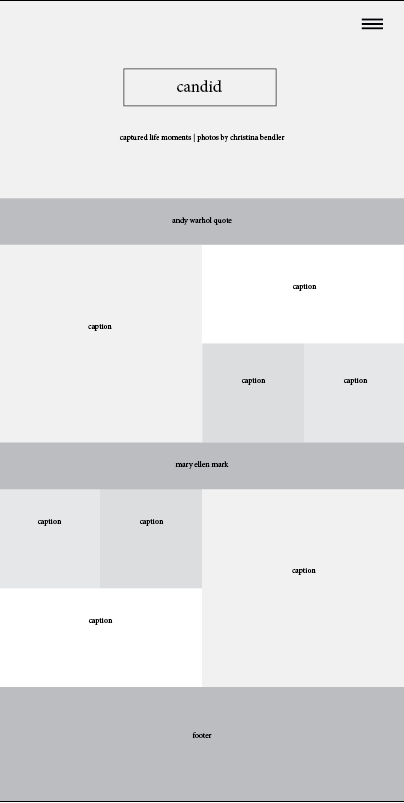 candid
captured life moments | photos by christina bendler
andy warhol quote
caption
caption
caption
caption
mary ellen mark
caption
caption
caption
caption
footer